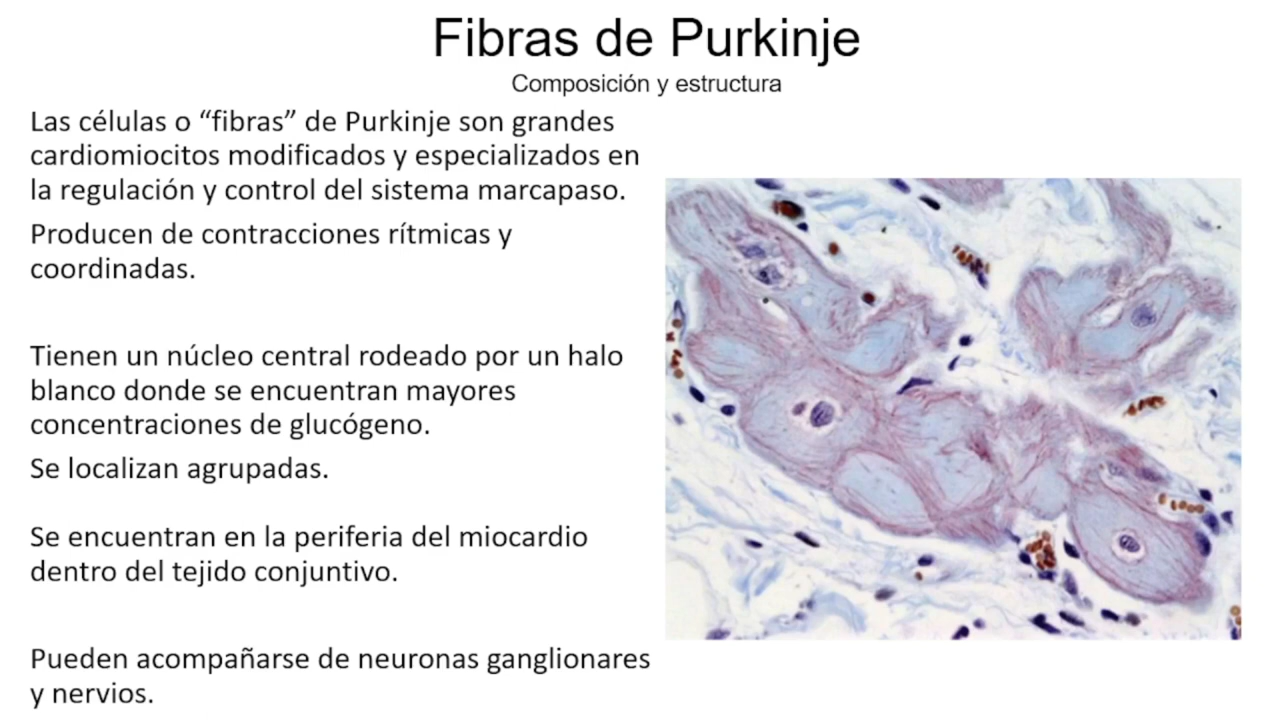 Fibras de Purkinje
Composición y estructura
Las células o “fibras” de Purkinje son grandes
cardiomiocitos modificados y especializados en
la regulación y control del sistema marcapaso.
Producen de contracciones rítmicas y
coordinadas.
Tienen un núcleo central rodeado por un halo
blanco donde se encuentran mayores
concentraciones de glucógeno.
Se localizan agrupadas.
Se encuentran en la periferia del miocardio
dentro del tejido conjuntivo.
Pueden acompañarse de neuronas ganglionares
y nervios.